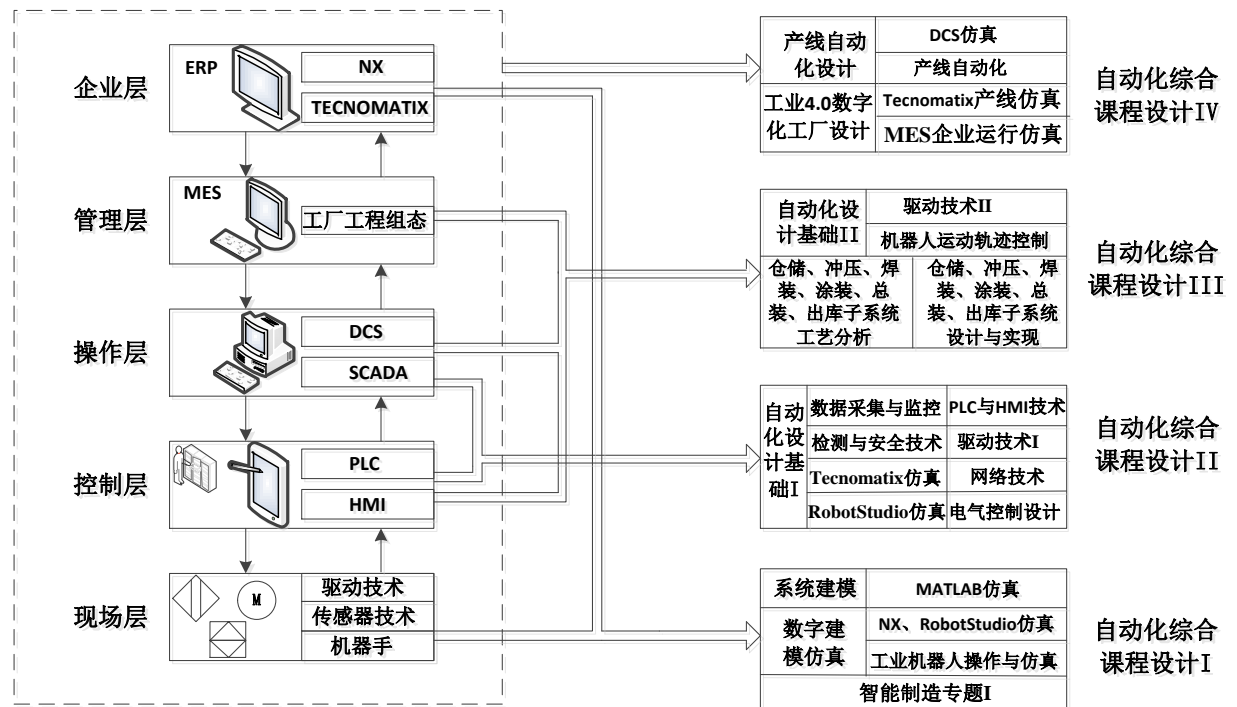 企业层
ERP
NX
TECNOMATIX
管理层
MES
工厂工程组态
操作层
DCS
SCADA
控制层
PLC
HMI
现场层
M
驱动技术
传感器技术
机器手
产线自动
化设计
DCS仿真
产线自动化
工业4.0数字
化工厂设计
Tecnomatix产线仿真
MES企业运行仿真
自动化综合
课程设计IV
自动化设
计基础II
驱动技术II
机器人运动轨迹控制
仓储、冲压、焊
装、涂装、总
装、出库子系统
工艺分析
仓储、冲压、焊
装、涂装、总
装、出库子系统
设计与实现
自动化综合
课程设计III
自动
化设
计基
础I
数据采集与监控
PLC与HMI技术
检测与安全技术
驱动技术I
Tecnomatix仿真
网络技术
RobotStudio仿真
电气控制设计
自动化综合
课程设计II
系统建模
MATLAB仿真
数字建
模仿真
NX、RobotStudio仿真
工业机器人操作与仿真
智能制造专题I
自动化综合
课程设计I